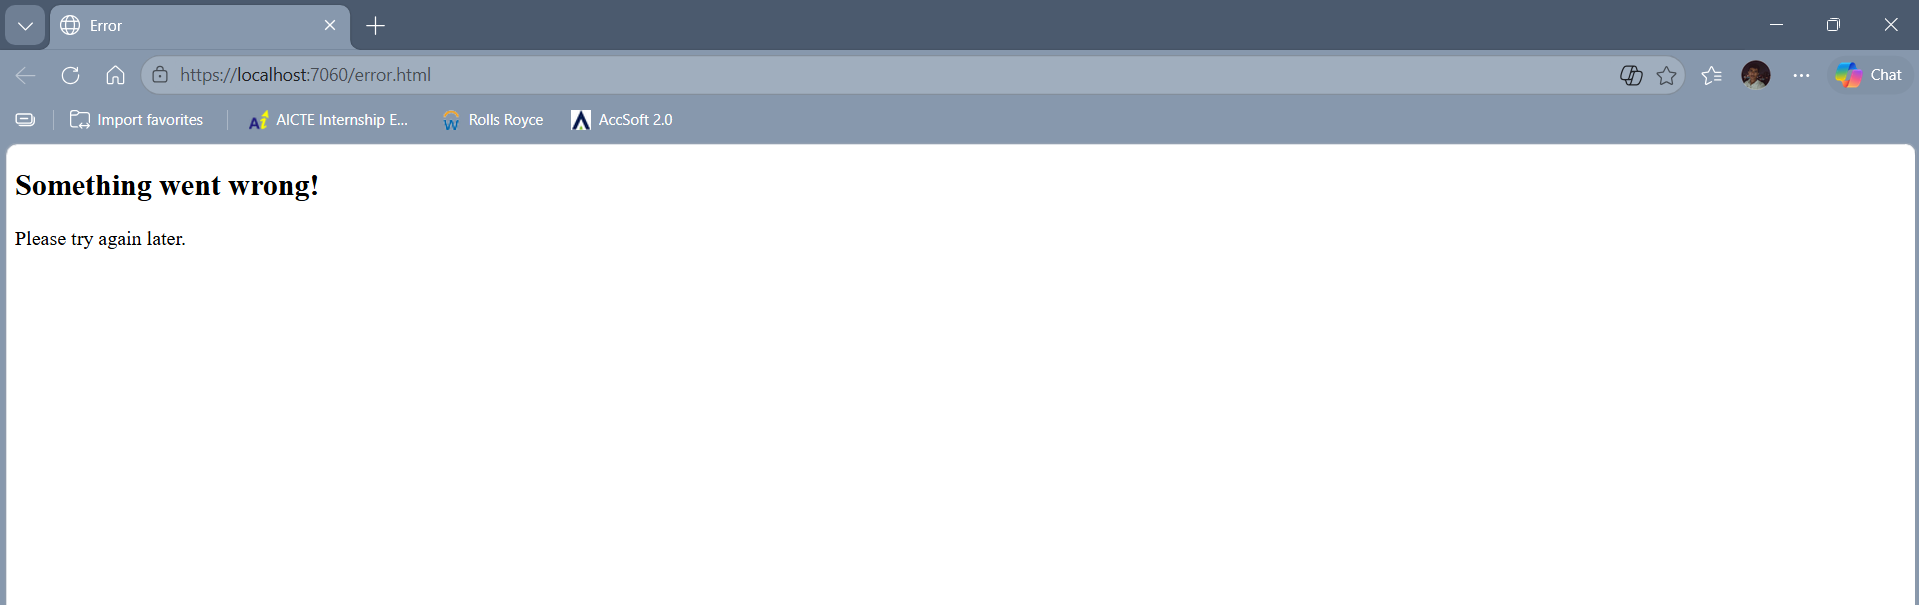 Error
https://localhost:7060/error.html
Chat
Import favorites
AICTE Internship E...
Rolls Royce
AccSoft 2.0
Something went wrong!
Please try again later.